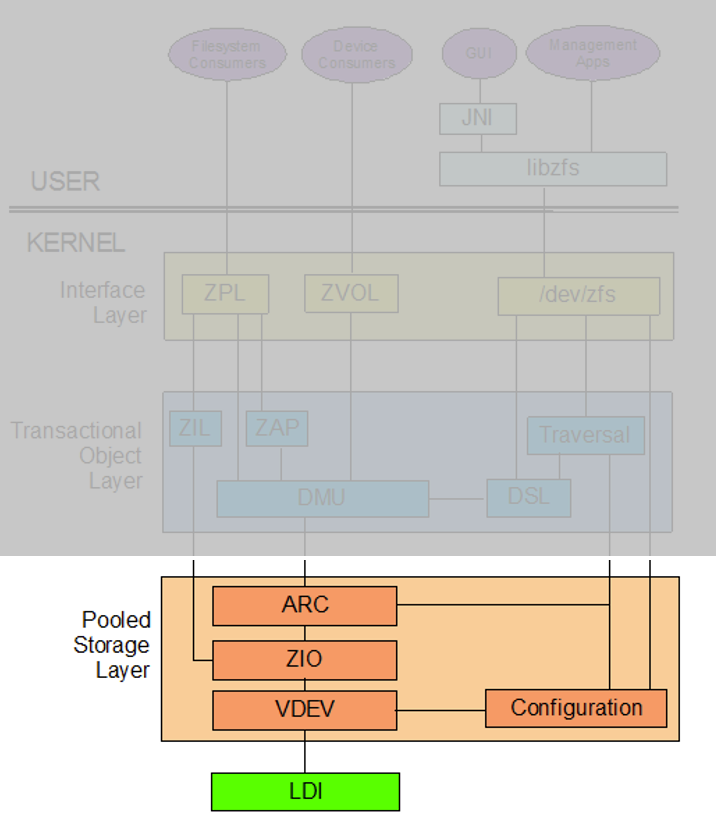 Filesystem
Consumers
Device
Consumers
GUI
Management
Apps
JNI
libzfs
USER
KERNEL
Interface
Layer
ZPL
ZVOL
/dev/zfs
Transactional
Object
Layer
ZIL
ZAP
Traversal
DMU
DSL
Pooled
Storage
Layer
ARC
ZIO
VDEV
Configuration
LDI